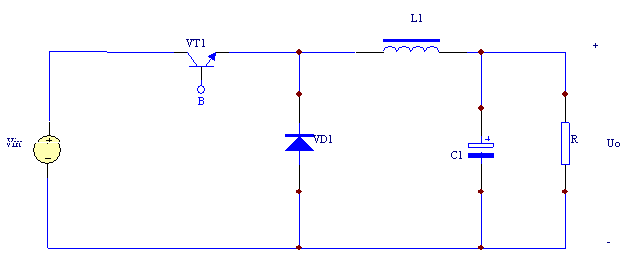 L1
VT1
+
B
Vin
+
VD1
+
C1
R
Uo
-